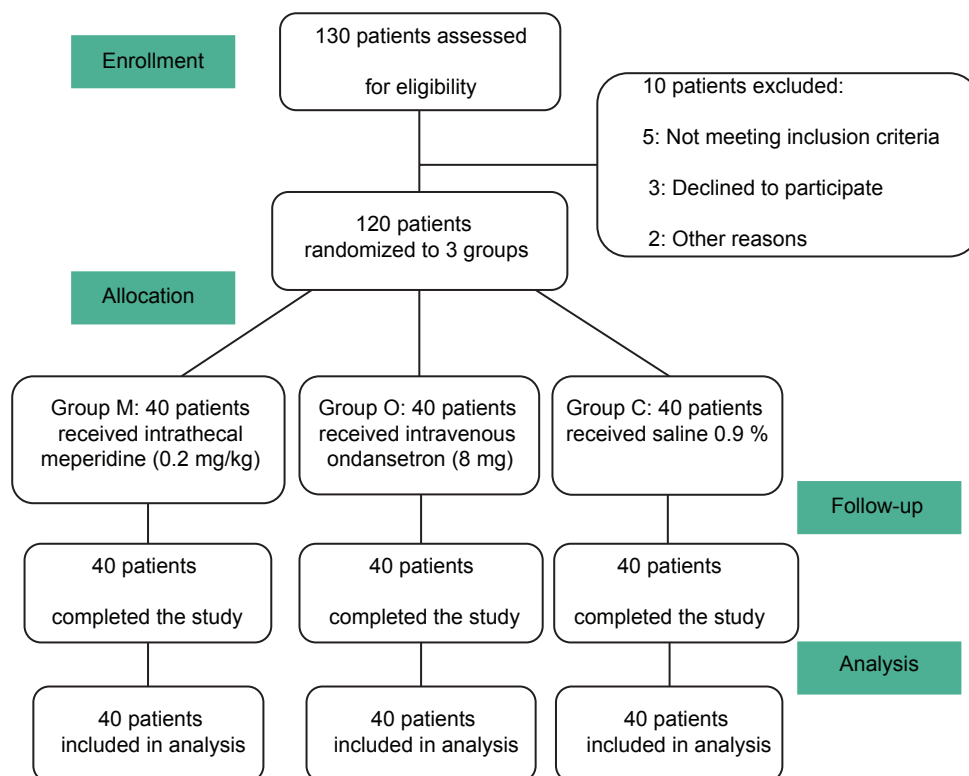 Enrollment
130 patients assessed
for eligibility
10 patients excluded:
5: Not meeting inclusion criteria
3: Declined to participate
2: Other reasons
120 patients
randomized to 3 groups
Allocation
Group M: 40 patients
received intrathecal
meperidine (0.2 mg/kg)
Group O: 40 patients
received intravenous
ondansetron (8 mg)
Group C: 40 patients
received saline 0.9 %
Follow-up
40 patients
completed the study
40 patients
completed the study
40 patients
completed the study
Analysis
40 patients
included in analysis
40 patients
included in analysis
40 patients
included in analysis